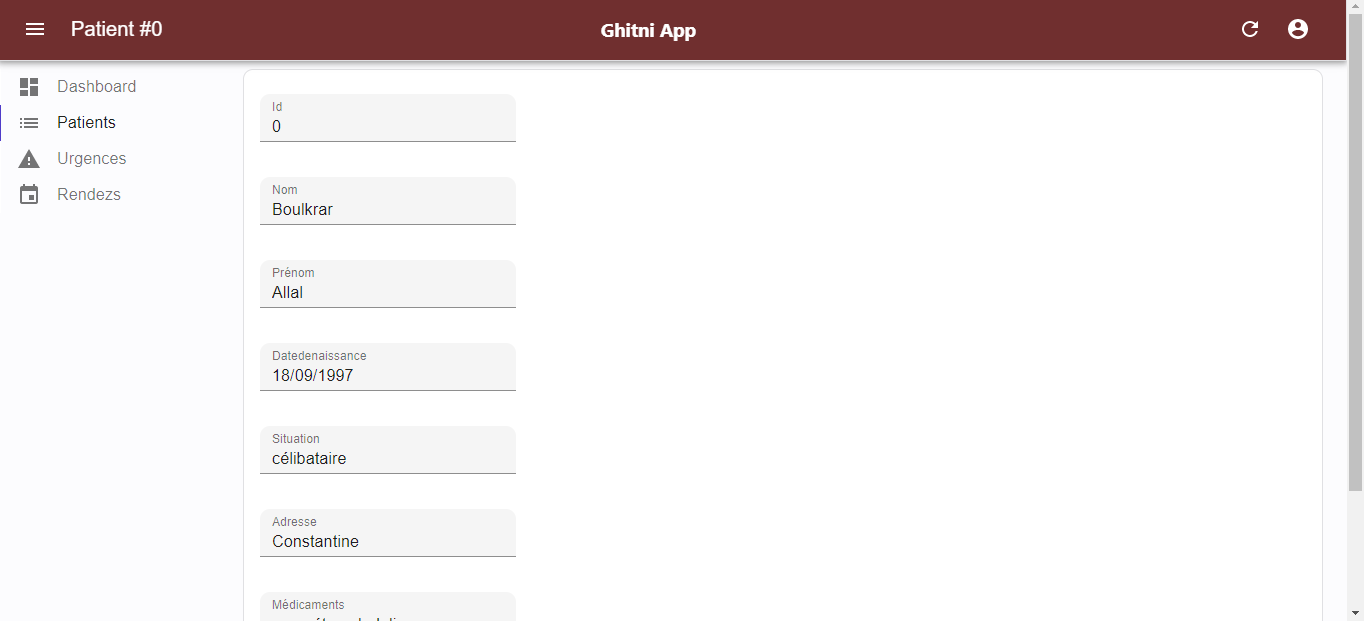 Patient #0
Ghitni App
Dashboard
Patients
Urgences
Rendezs
Id
0
Nom
Boulkrar
Prénom
Allal
Datedenaissance
18/09/1997
Situation
célibataire
Adresse
Constantine
Médicaments